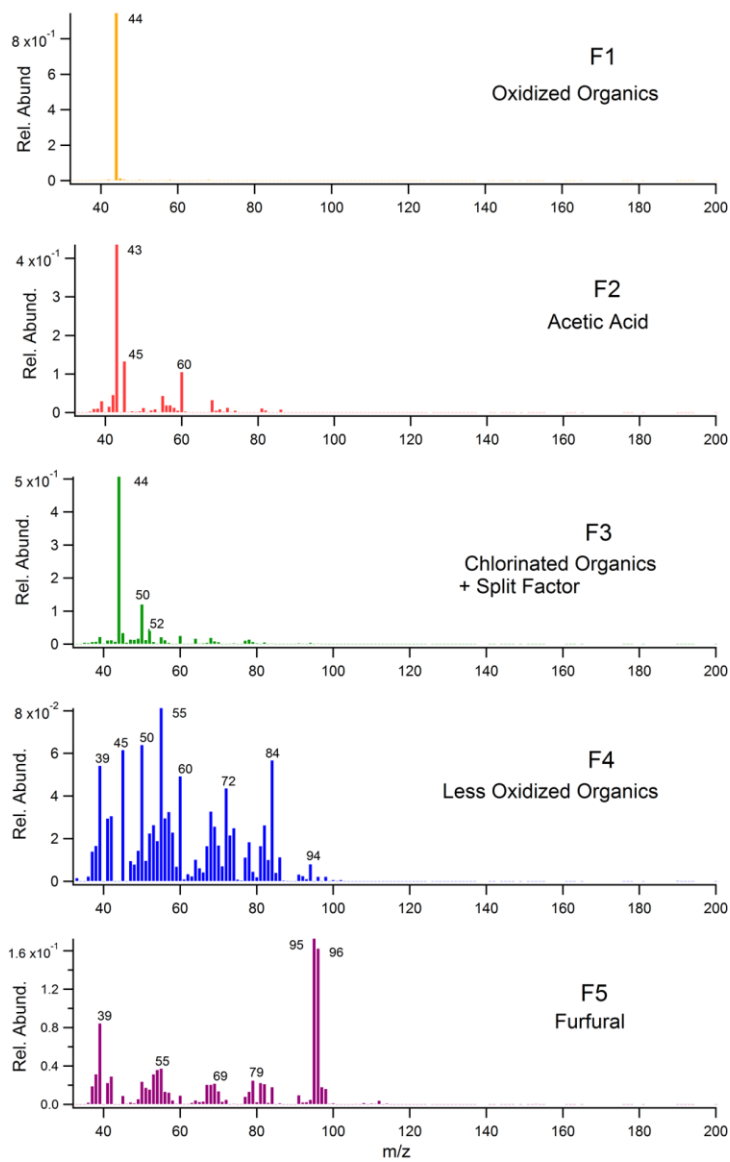 8 x10-1
6
4
2
0
Rel. Abund
44
F1
Oxidized Organics
40 60 80 100 120 140 160 180 200
4 x10-1
3
2
1
0
Rel. Abund.
43
45
60
F2
Acetic Acid
40 60 80 100 120 140 160 180 200
5 x10-1
4
3
2
1
0
Rel. Abund.
44
50
52
F3
Chlorinated Organics
+ Split Factor
40 60 80 100 120 140 160 180 200
8 x10-2
6
4
2
0
Rel. Abund.
39
45
50
55
60
72
84
94
F4
Less Oxidized Organics
40 60 80 100 120 140 160 180 200
1.6 x10-1
1.2
0.8
0.4
0.0
Rel. Abund.
39
55
69
79
95
96
F5
Furfural
40 60 80 100 120 140 160 180 200
m/z